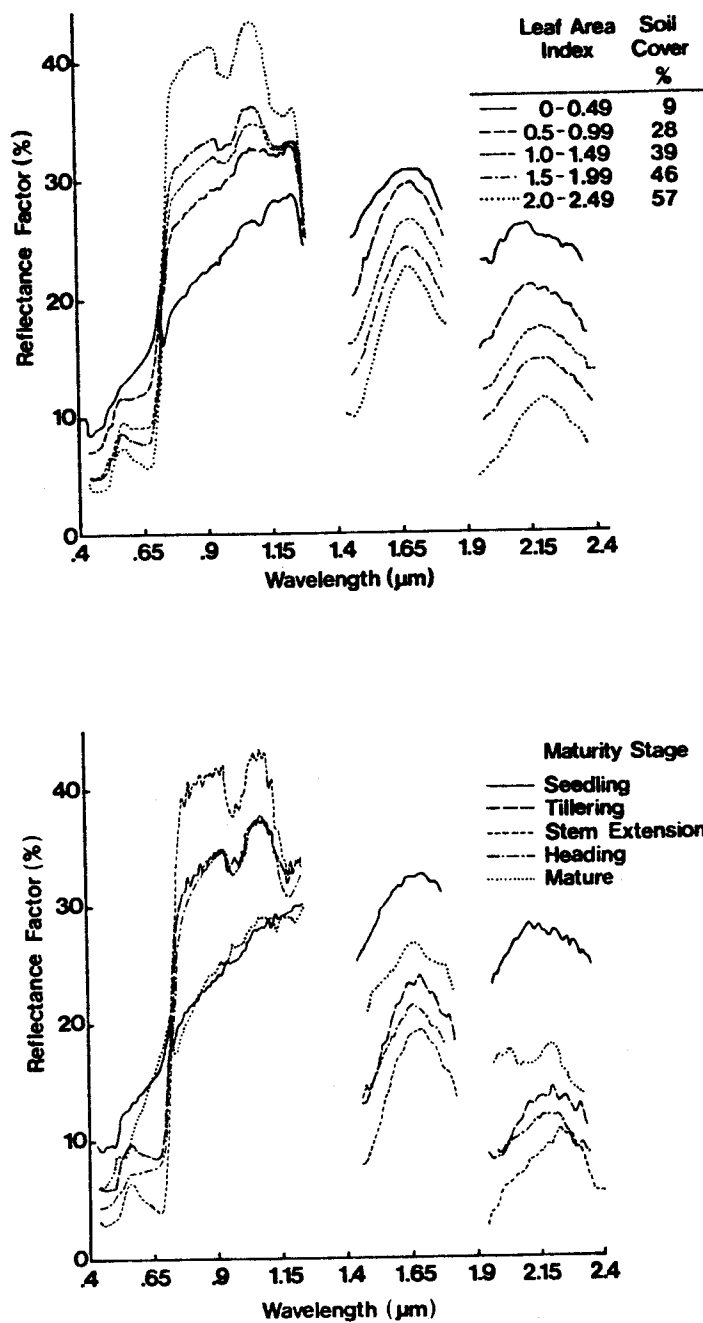 Leaf Area Soil
Index Cover
%
0-0.49 9
0.5-0.99 28
1.0-1.49 39
1.5-1.99 46
2.0-2.49 57
Reflectance Factor (%)
40
30
20
10
0
.4 .65 .9 1.15 1.4 1.65 1.9 2.15 2.4
Wavelength (µm)
Maturity Stage
Seedling
Tillering
Stem Extension
Heading
Mature
Reflectance Factor (%)
40
30
20
10
0
.4 .65 .9 1.15 1.4 1.65 1.9 2.15 2.4
Wavelength (µm)